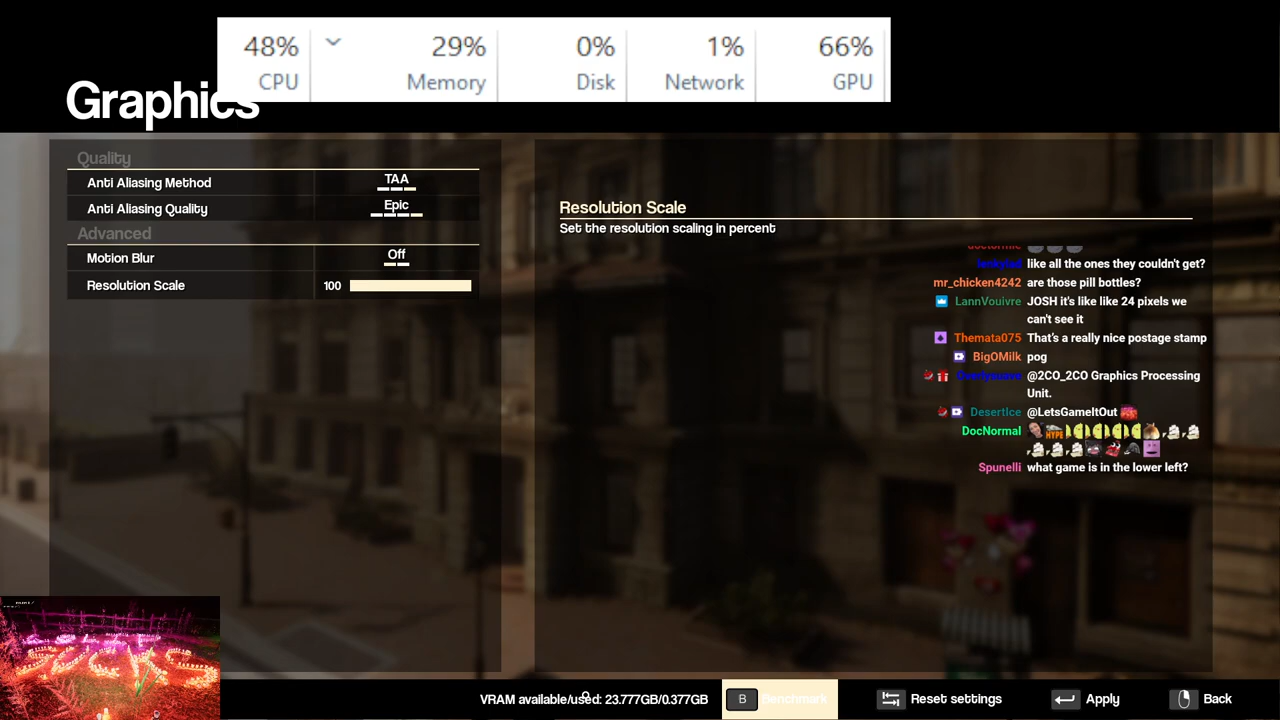 48% 29% 0% 1% 66%
CPU Memory Disk Network GPU
Graphics
Quality
Anti Aliasing Method TAA
Anti Aliasing Quality Epic
Advanced
Motion Blur Off
Resolution Scale 100
Resolution Scale
Set the resolution scaling in percent
like all the ones they couldn't get?
mr_chicken4242 are those pill bottles?
LannVouivre JOSH it's like like 24 pixels we
can't see it
Themata075 That's a really nice postage stamp
BigOMilk pog
@2CO_2CO Graphics Processing
Unit.
DesertIce @LetsGameItOut
DocNormal HYPE
Spunelli what game is in the lower left?
VRAM available/used: 23.777GB/0.377GB B Benchmark Reset settings Apply Back